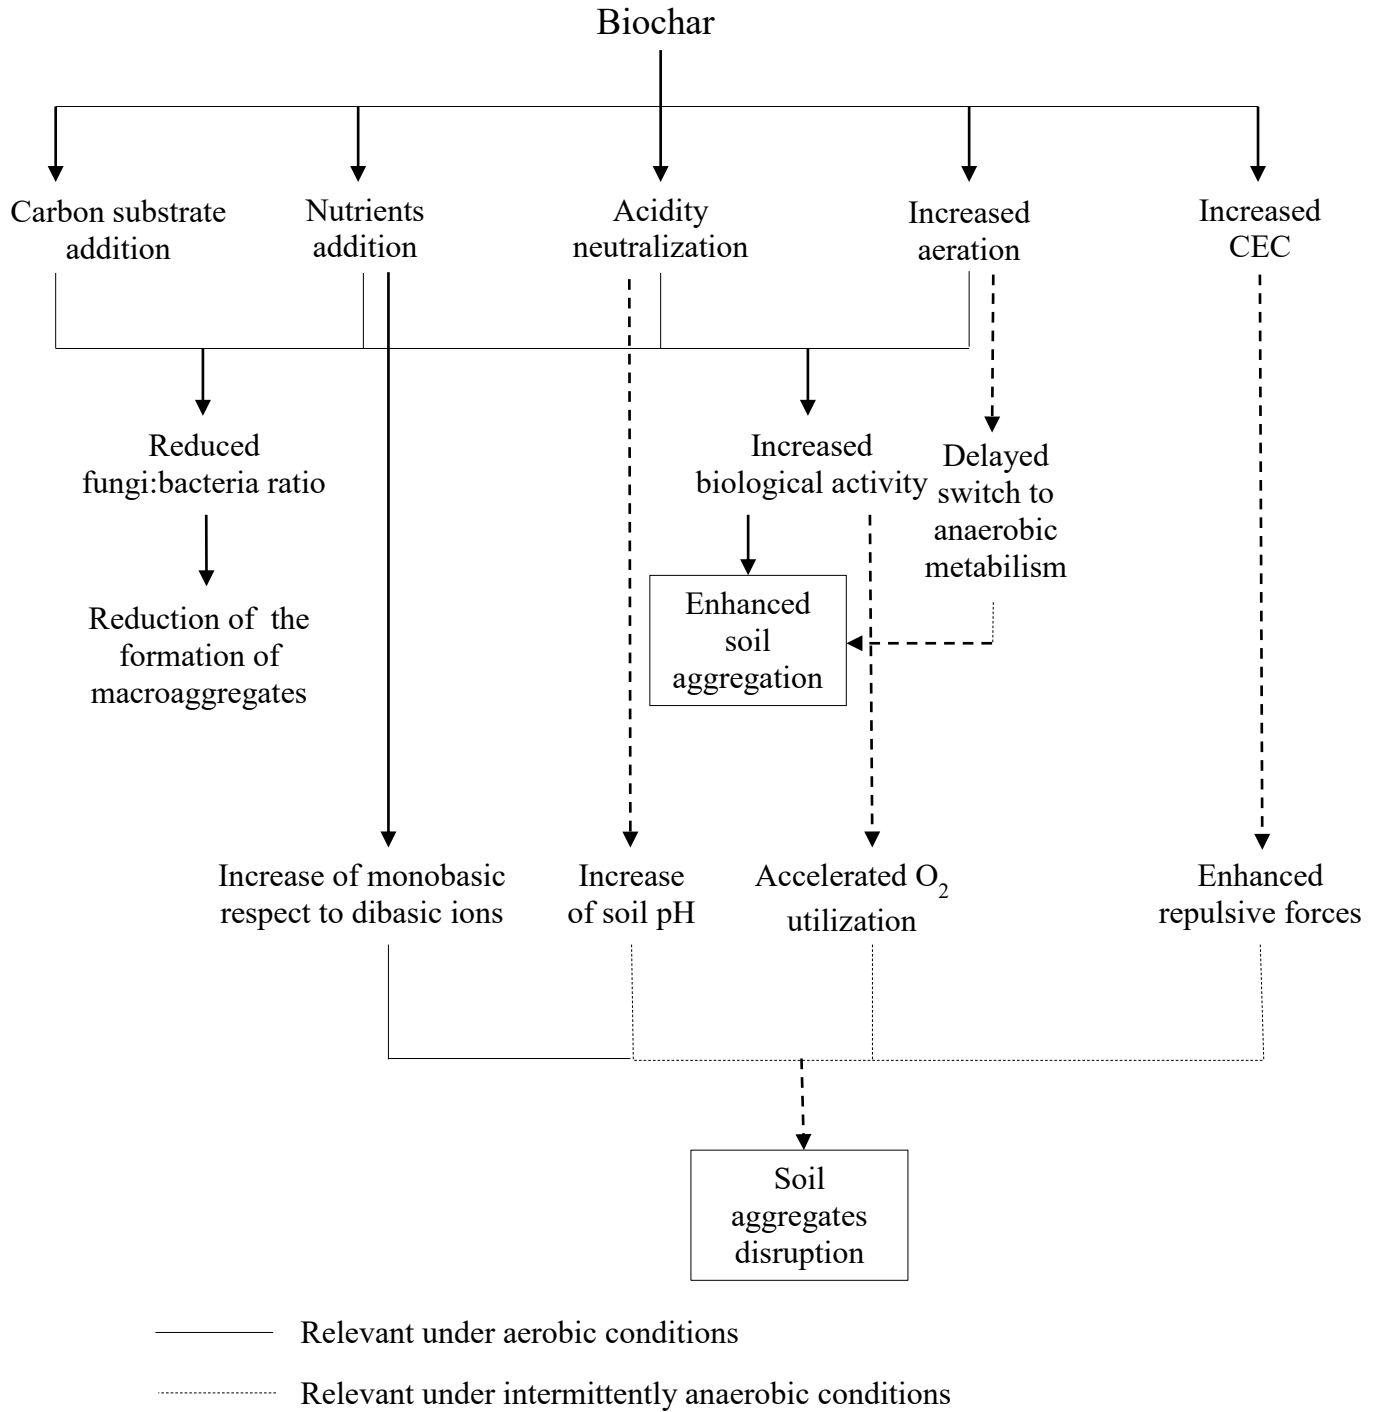 Biochar
Carbon substrate
addition
Nutrients
addition
Acidity
neutralization
Increased
aeration
Increased
CEC
Reduced
fungi:bacteria ratio
Increased
biological activity
Delayed
switch to
anaerobic
metabilism
Reduction of  the
formation of
macroaggregates
Enhanced
soil
aggregation
Increase of monobasic
respect to dibasic ions
Increase
of soil pH
Accelerated O2
utilization
Enhanced
repulsive forces
Soil
aggregates
disruption
Relevant under aerobic conditions
Relevant under intermittently anaerobic conditions